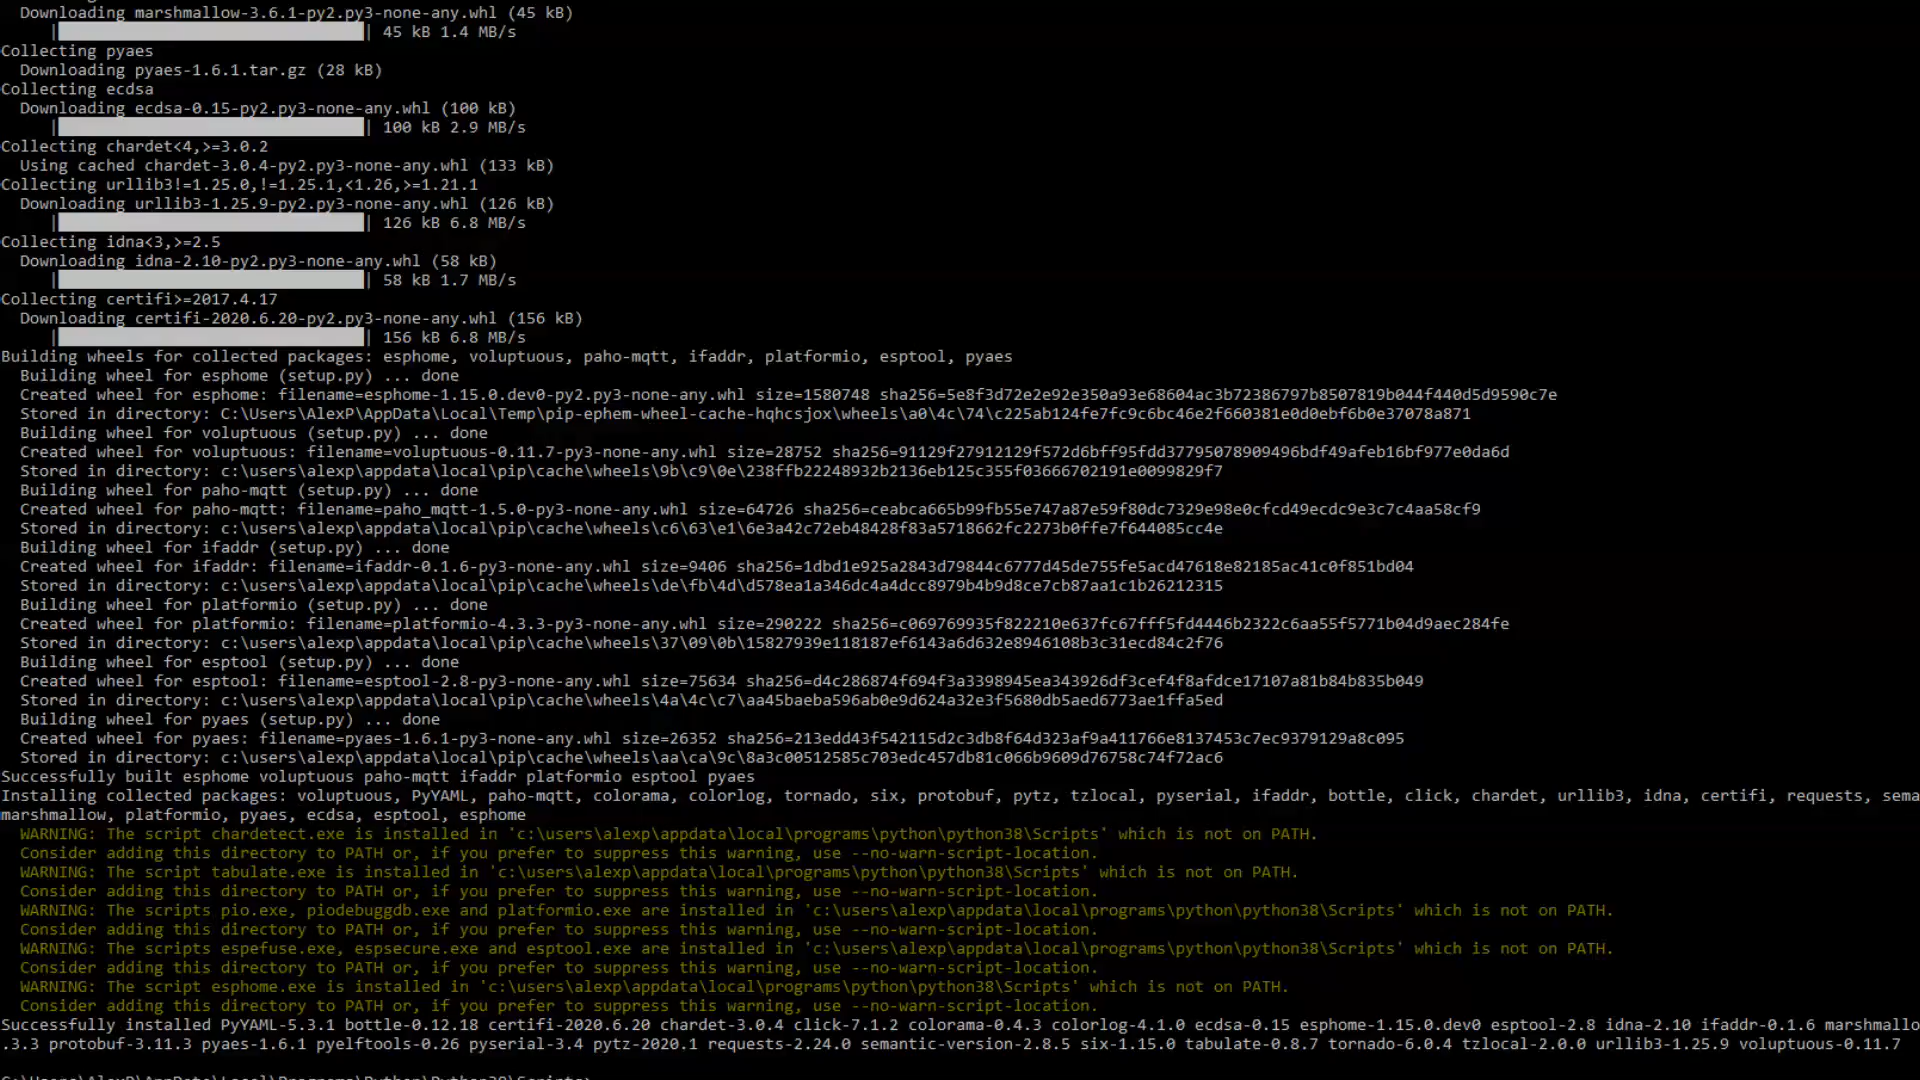 Downloading marshmallow-3.6.1-py2.py3-none-any.whl (45 kB)
| | 45 kB 1.4 MB/s
Collecting pyaes
Downloading pyaes-1.6.1.tar.gz (28 kB)
Collecting ecdsa
Downloading ecdsa-0.15-py2.py3-none-any.whl (100 kB)
| | 100 kB 2.9 MB/s
Collecting chardet<4,>=3.0.2
Using cached chardet-3.0.4-py2.py3-none-any.whl (133 kB)
Collecting urllib3!=1.25.0,!=1.25.1,<1.26,>=1.21.1
Downloading urllib3-1.25.9-py2.py3-none-any.whl (126 kB)
| | 126 kB 6.8 MB/s
Collecting idna<3,>=2.5
Downloading idna-2.10-py2.py3-none-any.whl (58 kB)
| | 58 kB 1.7 MB/s
Collecting certifi>=2017.4.17
Downloading certifi-2020.6.20-py2.py3-none-any.whl (156 kB)
| | 156 kB 6.8 MB/s
Building wheels for collected packages: esphome, voluptuous, paho-mqtt, ifaddr, platformio, esptool, pyaes
Building wheel for esphome (setup.py) ... done
Created wheel for esphome: filename=esphome-1.15.0.dev0-py2.py3-none-any.whl size=1580748 sha256=5e8f3d72e2e92e350a93e68604ac3b72386797b8507819b044f440d5d9590c7e
Stored in directory: C:\Users\AlexP\AppData\Local\Temp\pip-ephem-wheel-cache-hqhcsjox\wheels\a0\4c\74\c225ab124fe7fc9c6bc46e2f660381e0d0ebf6b0e37078a871
Building wheel for voluptuous (setup.py) ... done
Created wheel for voluptuous: filename=voluptuous-0.11.7-py3-none-any.whl size=28752 sha256=91129f27912129f572d6bff95fdd37795078909496bdf49afeb16bf977e0da6d
Stored in directory: c:\users\alexp\appdata\local\pip\cache\wheels\9b\c9\0e\238ffb22248932b2136eb125c355f03666702191e0099829f7
Building wheel for paho-mqtt (setup.py) ... done
Created wheel for paho-mqtt: filename=paho_mqtt-1.5.0-py3-none-any.whl size=64726 sha256=ceabca665b99fb55e747a87e59f80dc7329e98e0cfcd49ecdc9e3c7c4aa58cf9
Stored in directory: c:\users\alexp\appdata\local\pip\cache\wheels\c6\63\e1\6e3a42c72eb48428f83a5718662fc2273b0ffe7f644085cc4e
Building wheel for ifaddr (setup.py) ... done
Created wheel for ifaddr: filename=ifaddr-0.1.6-py3-none-any.whl size=9406 sha256=1dbd1e925a2843d79844c6777d45de755fe5acd47618e82185ac41c0f851bd04
Stored in directory: c:\users\alexp\appdata\local\pip\cache\wheels\de\fb\4d\d578ea1a346dc4a4dcc8979b4b9d8ce7cb87aa1c1b26212315
Building wheel for platformio (setup.py) ... done
Created wheel for platformio: filename=platformio-4.3.3-py3-none-any.whl size=290222 sha256=c069769935f822210e637fc67fff5fd4446b2322c6aa55f5771b04d9aec284fe
Stored in directory: c:\users\alexp\appdata\local\pip\cache\wheels\37\09\0b\15827939e118187ef6143a6d632e8946108b3c31ecd84c2f76
Building wheel for esptool (setup.py) ... done
Created wheel for esptool: filename=esptool-2.8-py3-none-any.whl size=75634 sha256=d4c286874f694f3a3398945ea343926df3cef4f8afdce17107a81b84b835b049
Stored in directory: c:\users\alexp\appdata\local\pip\cache\wheels\4a\4c\c7\aa45baeba596ab0e9d624a32e3f5680db5aed6773ae1ffa5ed
Building wheel for pyaes (setup.py) ... done
Created wheel for pyaes: filename=pyaes-1.6.1-py3-none-any.whl size=26352 sha256=213edd43f542115d2c3db8f64d323af9a411766e8137453c7ec9379129a8c095
Stored in directory: c:\users\alexp\appdata\local\pip\cache\wheels\aa\ca\9c\8a3c00512585c703edc457db81c066b9609d76758c74f72ac6
Successfully built esphome voluptuous paho-mqtt ifaddr platformio esptool pyaes
Installing collected packages: voluptuous, PyYAML, paho-mqtt, colorama, colorlog, tornado, six, protobuf, pytz, tzlocal, pyserial, ifaddr, bottle, click, chardet, urllib3, idna, certifi, requests, sema
marshmallow, platformio, pyaes, ecdsa, esptool, esphome
WARNING: The script chardetect.exe is installed in 'c:\users\alexp\appdata\local\programs\python\python38\Scripts' which is not on PATH.
Consider adding this directory to PATH or, if you prefer to suppress this warning, use --no-warn-script-location.
WARNING: The script tabulate.exe is installed in 'c:\users\alexp\appdata\local\programs\python\python38\Scripts' which is not on PATH.
Consider adding this directory to PATH or, if you prefer to suppress this warning, use --no-warn-script-location.
WARNING: The scripts pio.exe, piodebuggdb.exe and platformio.exe are installed in 'c:\users\alexp\appdata\local\programs\python\python38\Scripts' which is not on PATH.
Consider adding this directory to PATH or, if you prefer to suppress this warning, use --no-warn-script-location.
WARNING: The scripts espefuse.exe, espsecure.exe and esptool.exe are installed in 'c:\users\alexp\appdata\local\programs\python\python38\Scripts' which is not on PATH.
Consider adding this directory to PATH or, if you prefer to suppress this warning, use --no-warn-script-location.
WARNING: The script esphome.exe is installed in 'c:\users\alexp\appdata\local\programs\python\python38\Scripts' which is not on PATH.
Consider adding this directory to PATH or, if you prefer to suppress this warning, use --no-warn-script-location.
Successfully installed PyYAML-5.3.1 bottle-0.12.18 certifi-2020.6.20 chardet-3.0.4 click-7.1.2 colorama-0.4.3 colorlog-4.1.0 ecdsa-0.15 esphome-1.15.0.dev0 esptool-2.8 idna-2.10 ifaddr-0.1.6 marshmallo
.3.3 protobuf-3.11.3 pyaes-1.6.1 pyelftools-0.26 pyserial-3.4 pytz-2020.1 requests-2.24.0 semantic-version-2.8.5 six-1.15.0 tabulate-0.8.7 tornado-6.0.4 tzlocal-2.0.0 urllib3-1.25.9 voluptuous-0.11.7